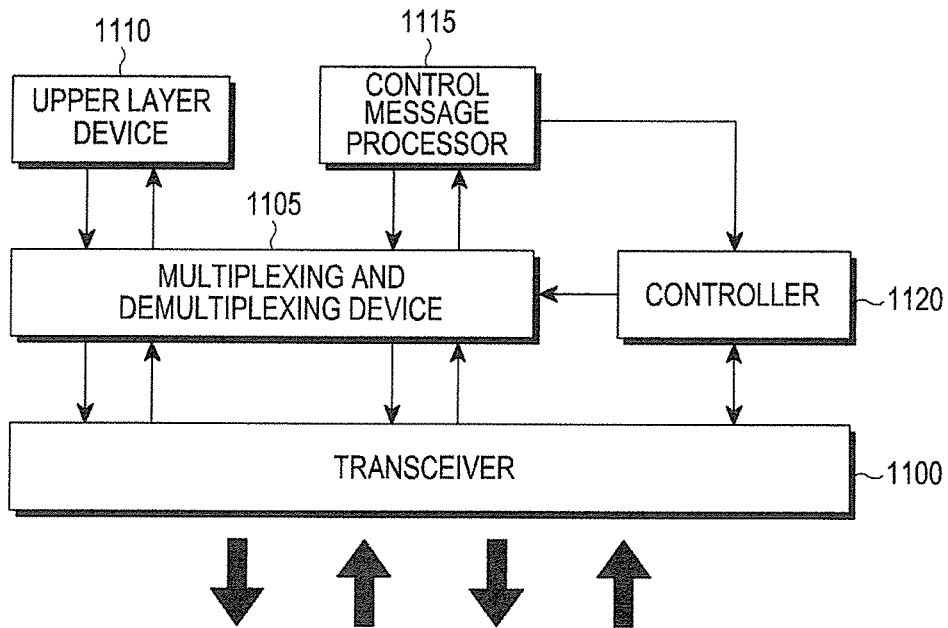 1110
UPPER LAYER
DEVICE
1115
CONTROL
MESSAGE
PROCESSOR
1105
MULTIPLEXING AND
DEMULTIPLEXING DEVICE
CONTROLLER
1120
TRANSCEIVER
1100